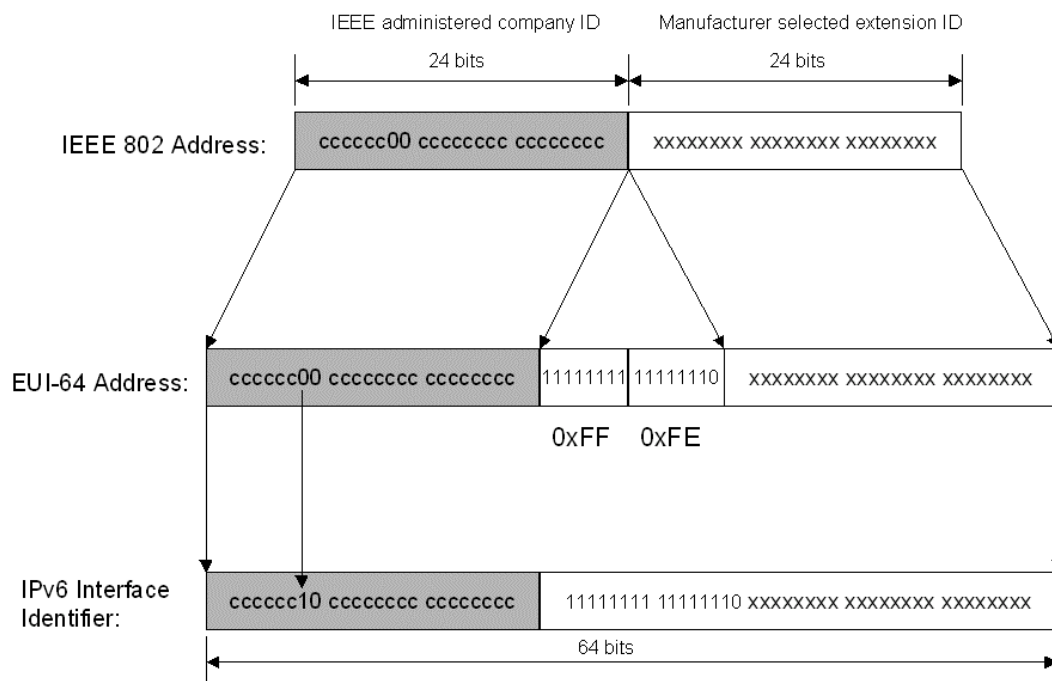 IEEE administered company ID
Manufacturer selected extension ID
24 bits
24 bits
IEEE 802 Address:
cccccc00 cccccccc cccccccc
xxxxxxxx xxxxxxxx xxxxxxxx
EUI-64 Address:
cccccc00 cccccccc cccccccc
11111111
11111110
xxxxxxxx xxxxxxxx xxxxxxxx
0xFF
0xFE
IPv6 Interface
Identifier:
cccccc10 cccccccc cccccccc
11111111 11111110 xxxxxxxx xxxxxxxx xxxxxxxx
64 bits